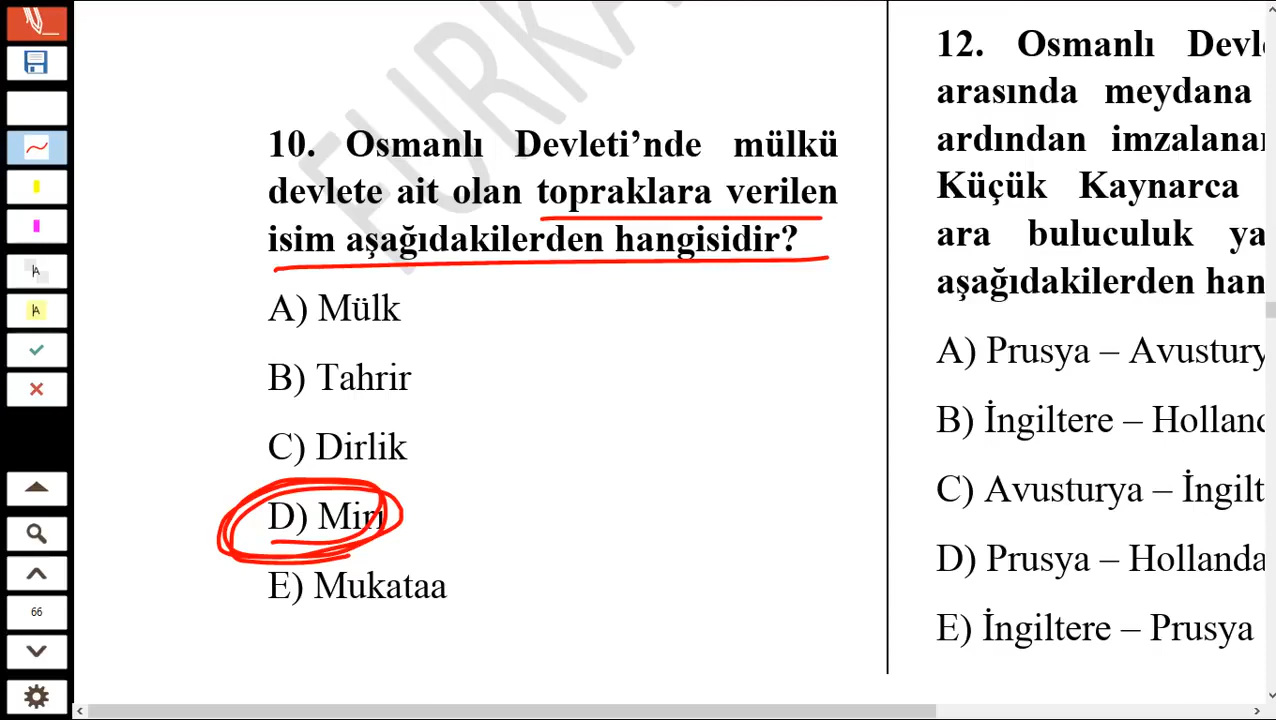 FURKA
10. Osmanlı Devleti’nde mülkü
devlete ait olan topraklara verilen
isim aşağıdakilerden hangisidir?
A) Mülk
B) Tahrir
C) Dirlik
D) Miri
E) Mukataa
12. Osmanlı Devle
arasında meydana
ardından imzalanan
Küçük Kaynarca
ara buluculuk ya
aşağıdakilerden han
A) Prusya – Avustury
B) İngiltere – Holland
C) Avusturya – İngilt
D) Prusya – Hollanda
E) İngiltere – Prusya
A
A
66